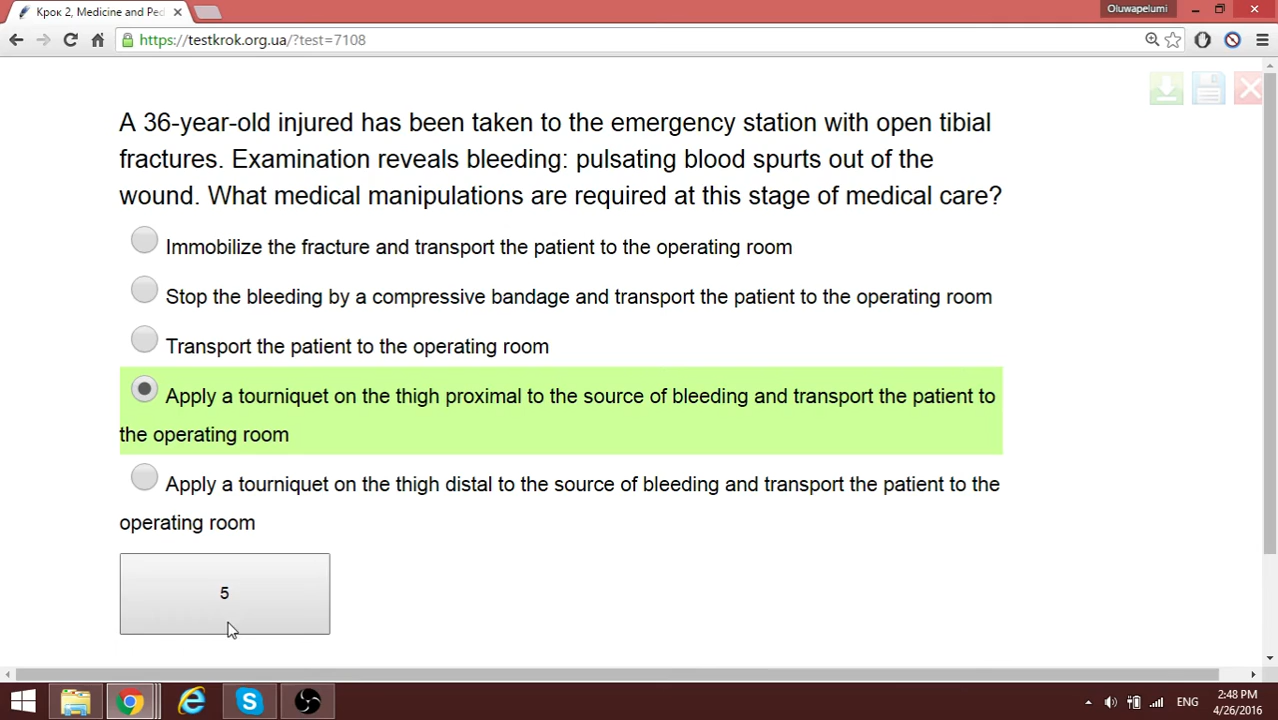 Крок 2, Medicine and Ped
Oluwapelumi
https://testkrok.org.ua/?test=7108
A 36-year-old injured has been taken to the emergency station with open tibial
fractures. Examination reveals bleeding: pulsating blood spurts out of the
wound. What medical manipulations are required at this stage of medical care?
Immobilize the fracture and transport the patient to the operating room
Stop the bleeding by a compressive bandage and transport the patient to the operating room
Transport the patient to the operating room
Apply a tourniquet on the thigh proximal to the source of bleeding and transport the patient to
the operating room
Apply a tourniquet on the thigh distal to the source of bleeding and transport the patient to the
operating room
5
ENG
2:48 PM
4/26/2016